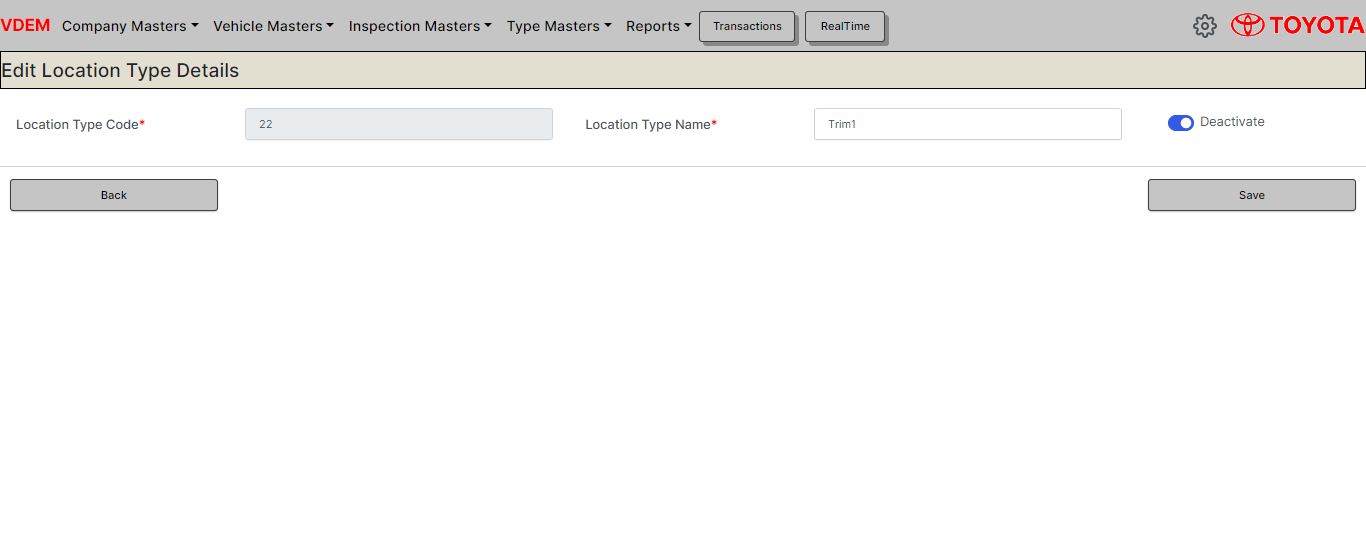 VDEM Company Masters Vehicle Masters Inspection Masters Type Masters Reports Transactions RealTime TOYOTA
Edit Location Type Details
Location Type Code* 22 Location Type Name* Trim1 Deactivate
Back Save